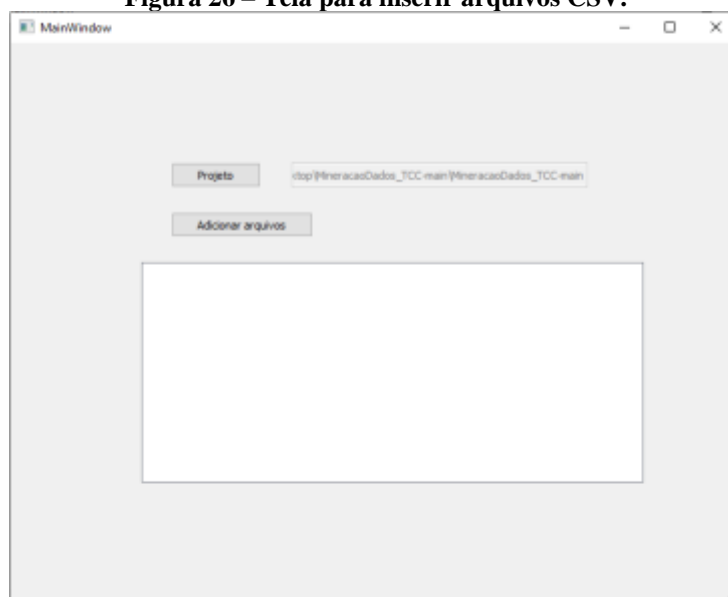 Figura 26 – Tela para inserir arquivos CSV.
MainWindow
Projeto
ctop\MineracaoDados_TCC-main\MineracaoDados_TCC-main
Adicionar arquivos